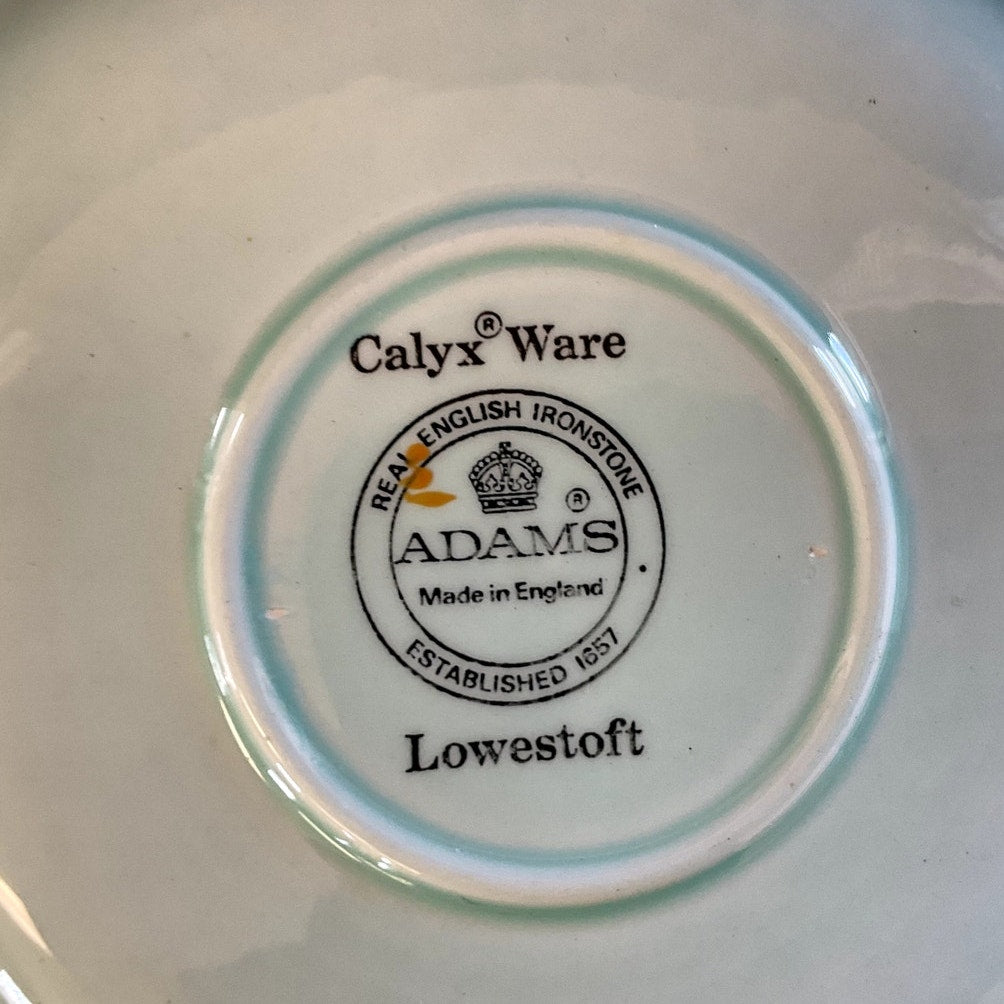 Calyx® Ware
REAL ENGLISH IRONSTONE
ADAMS®
Made in England
ESTABLISHED 1657
Lowestoft